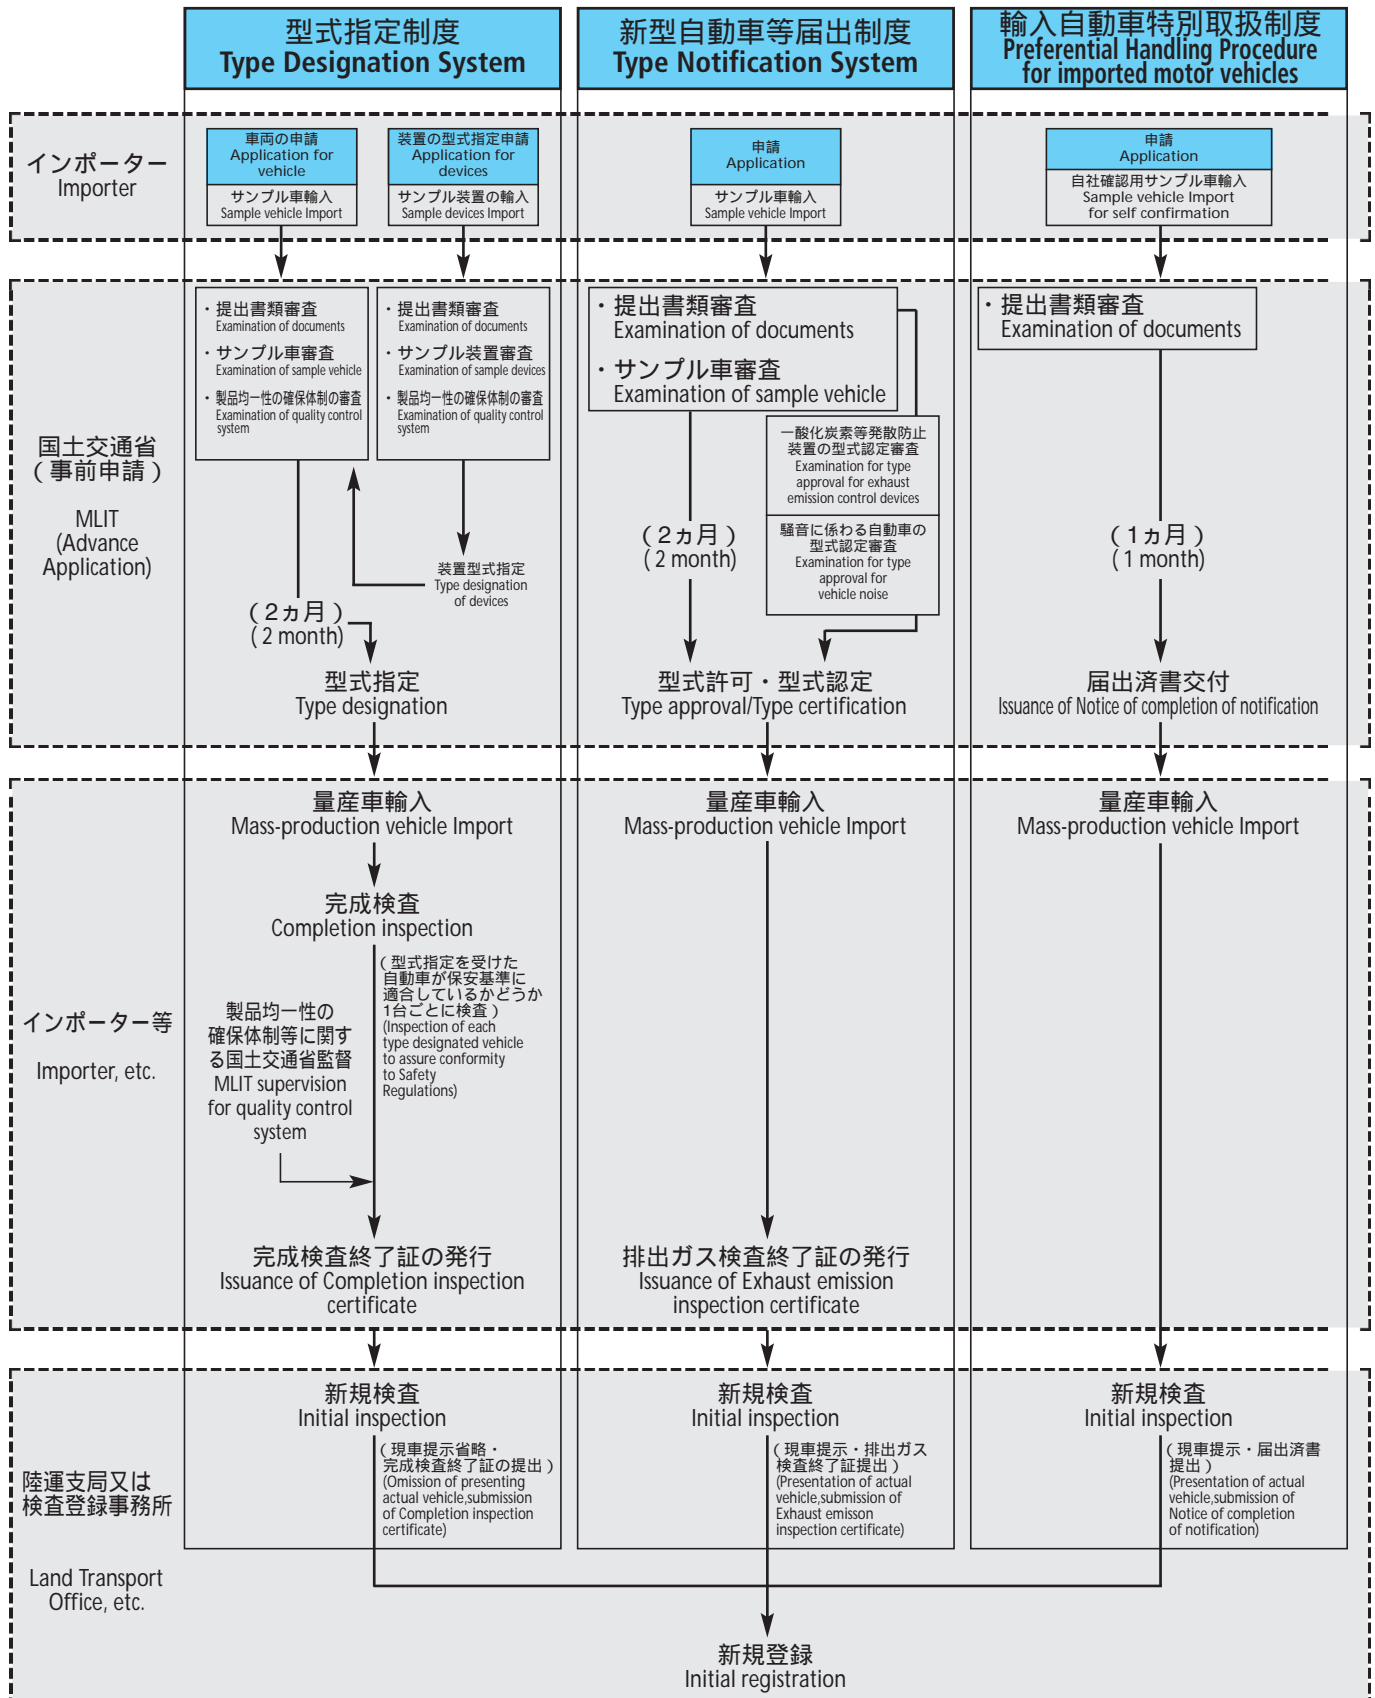 型式指定制度
Type Designation System
新型自動車等届出制度
Type Notification System
輸入自動車特別取扱制度
Preferential Handling Procedure
for imported motor vehicles
インポーター
Importer
車両の申請
Application for
vehicle
サンプル車輸入
Sample vehicle Import
装置の型式指定申請
Application for
devices
サンプル装置の輸入
Sample devices Import
申請
Application
サンプル車輸入
Sample vehicle Import
申請
Application
自社確認用サンプル車輸入
Sample vehicle Import
for self confirmation
国土交通省
(事前申請)
MLIT
(Advance
Application)
・提出書類審査
Examination of documents
・サンプル車審査
Examination of sample vehicle
・製品均一性の確保体制の審査
Examination of quality control
system
・提出書類審査
Examination of documents
・サンプル装置審査
Examination of sample devices
・製品均一性の確保体制の審査
Examination of quality control
system
装置型式指定
Type designation
of devices
(2ヵ月)
( 2 month)
型式指定
Type designation
・提出書類審査
Examination of documents
・サンプル車審査
Examination of sample vehicle
一酸化炭素等発散防止
装置の型式認定審査
Examination for type
approval for exhaust
emission control devices
騒音に係わる自動車の
型式認定審査
Examination for type
approval for
vehicle noise
(2ヵ月)
( 2 month)
型式許可・型式認定
Type approval/Type certification
・提出書類審査
Examination of documents
(1ヵ月)
( 1 month)
届出済書交付
Issuance of Notice of completion of notification
インポーター等
Importer, etc.
量産車輸入
Mass-production vehicle Import
完成検査
Completion inspection
(型式指定を受けた
自動車が保安基準に
適合しているかどうか
1台ごとに検査)
(Inspection of each
type designated vehicle
to assure conformity
to Safety
Regulations)
製品均一性の
確保体制等に関す
る国土交通省監督
MLIT supervision
for quality control
system
完成検査終了証の発行
Issuance of Completion inspection
certificate
量産車輸入
Mass-production vehicle Import
排出ガス検査終了証の発行
Issuance of Exhaust emission
inspection certificate
量産車輸入
Mass-production vehicle Import
陸運支局又は
検査登録事務所
Land Transport
Office, etc.
新規検査
Initial inspection
(現車提示省略・
完成検査終了証の提出)
(Omission of presenting
actual vehicle,submission
of Completion inspection
certificate)
新規検査
Initial inspection
(現車提示・排出ガス
検査終了証提出)
(Presentation of actual
vehicle,submission of
Exhaust emisson
inspection certificate)
新規検査
Initial inspection
(現車提示・届出済書
提出)
(Presentation of actual
vehicle,submission of
Notice of completion
of notification)
新規登録
Initial registration